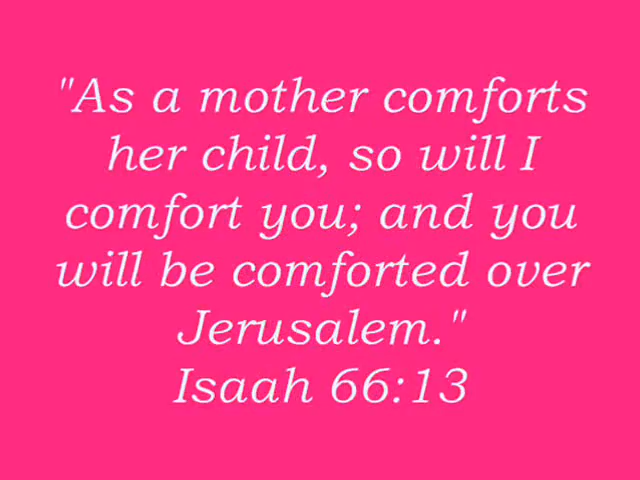 "As a mother comforts
her child, so will I
comfort you; and you
will be comforted over
Jerusalem."
Isaah 66:13